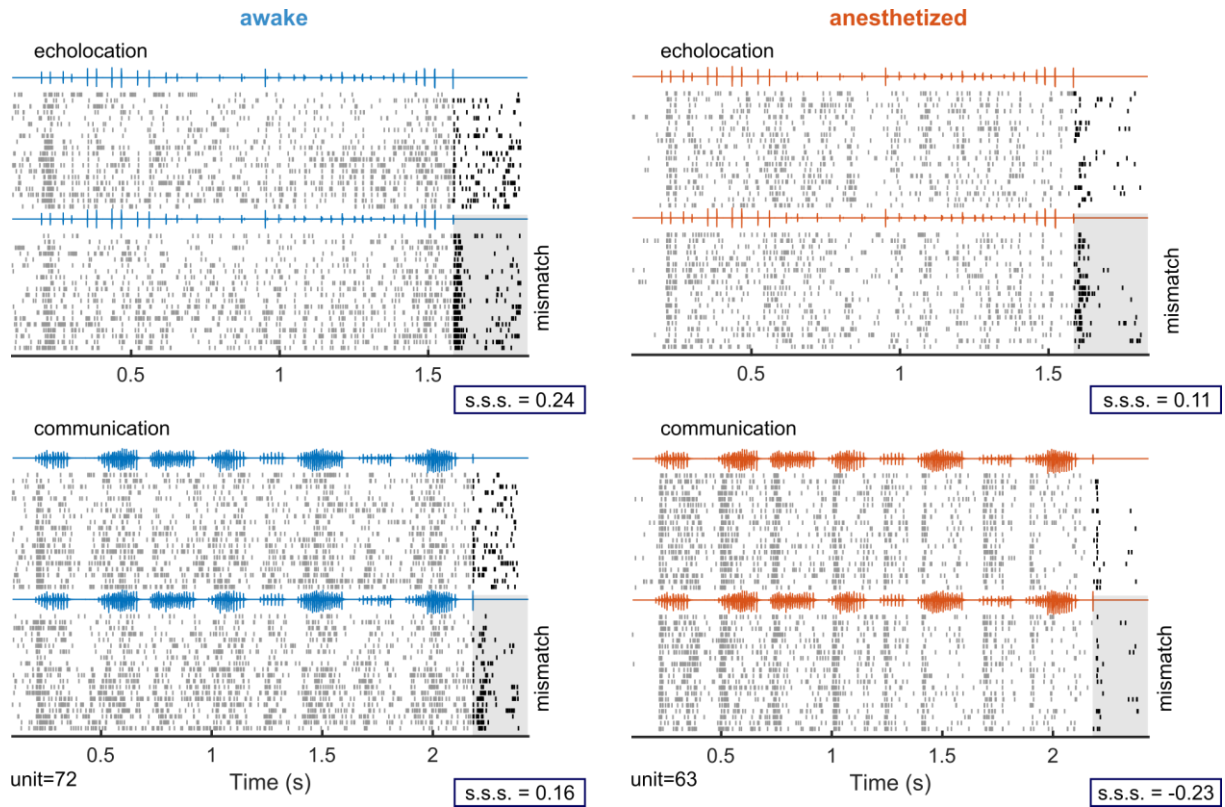 awake
echolocation
mismatch
0.5 1 1.5
s.s.s. = 0.24
communication
mismatch
0.5 1 1.5 2
unit=72 Time (s)
s.s.s. = 0.16
anesthetized
echolocation
mismatch
0.5 1 1.5
s.s.s. = 0.11
communication
mismatch
0.5 1 1.5 2
unit=63 Time (s)
s.s.s. = -0.23